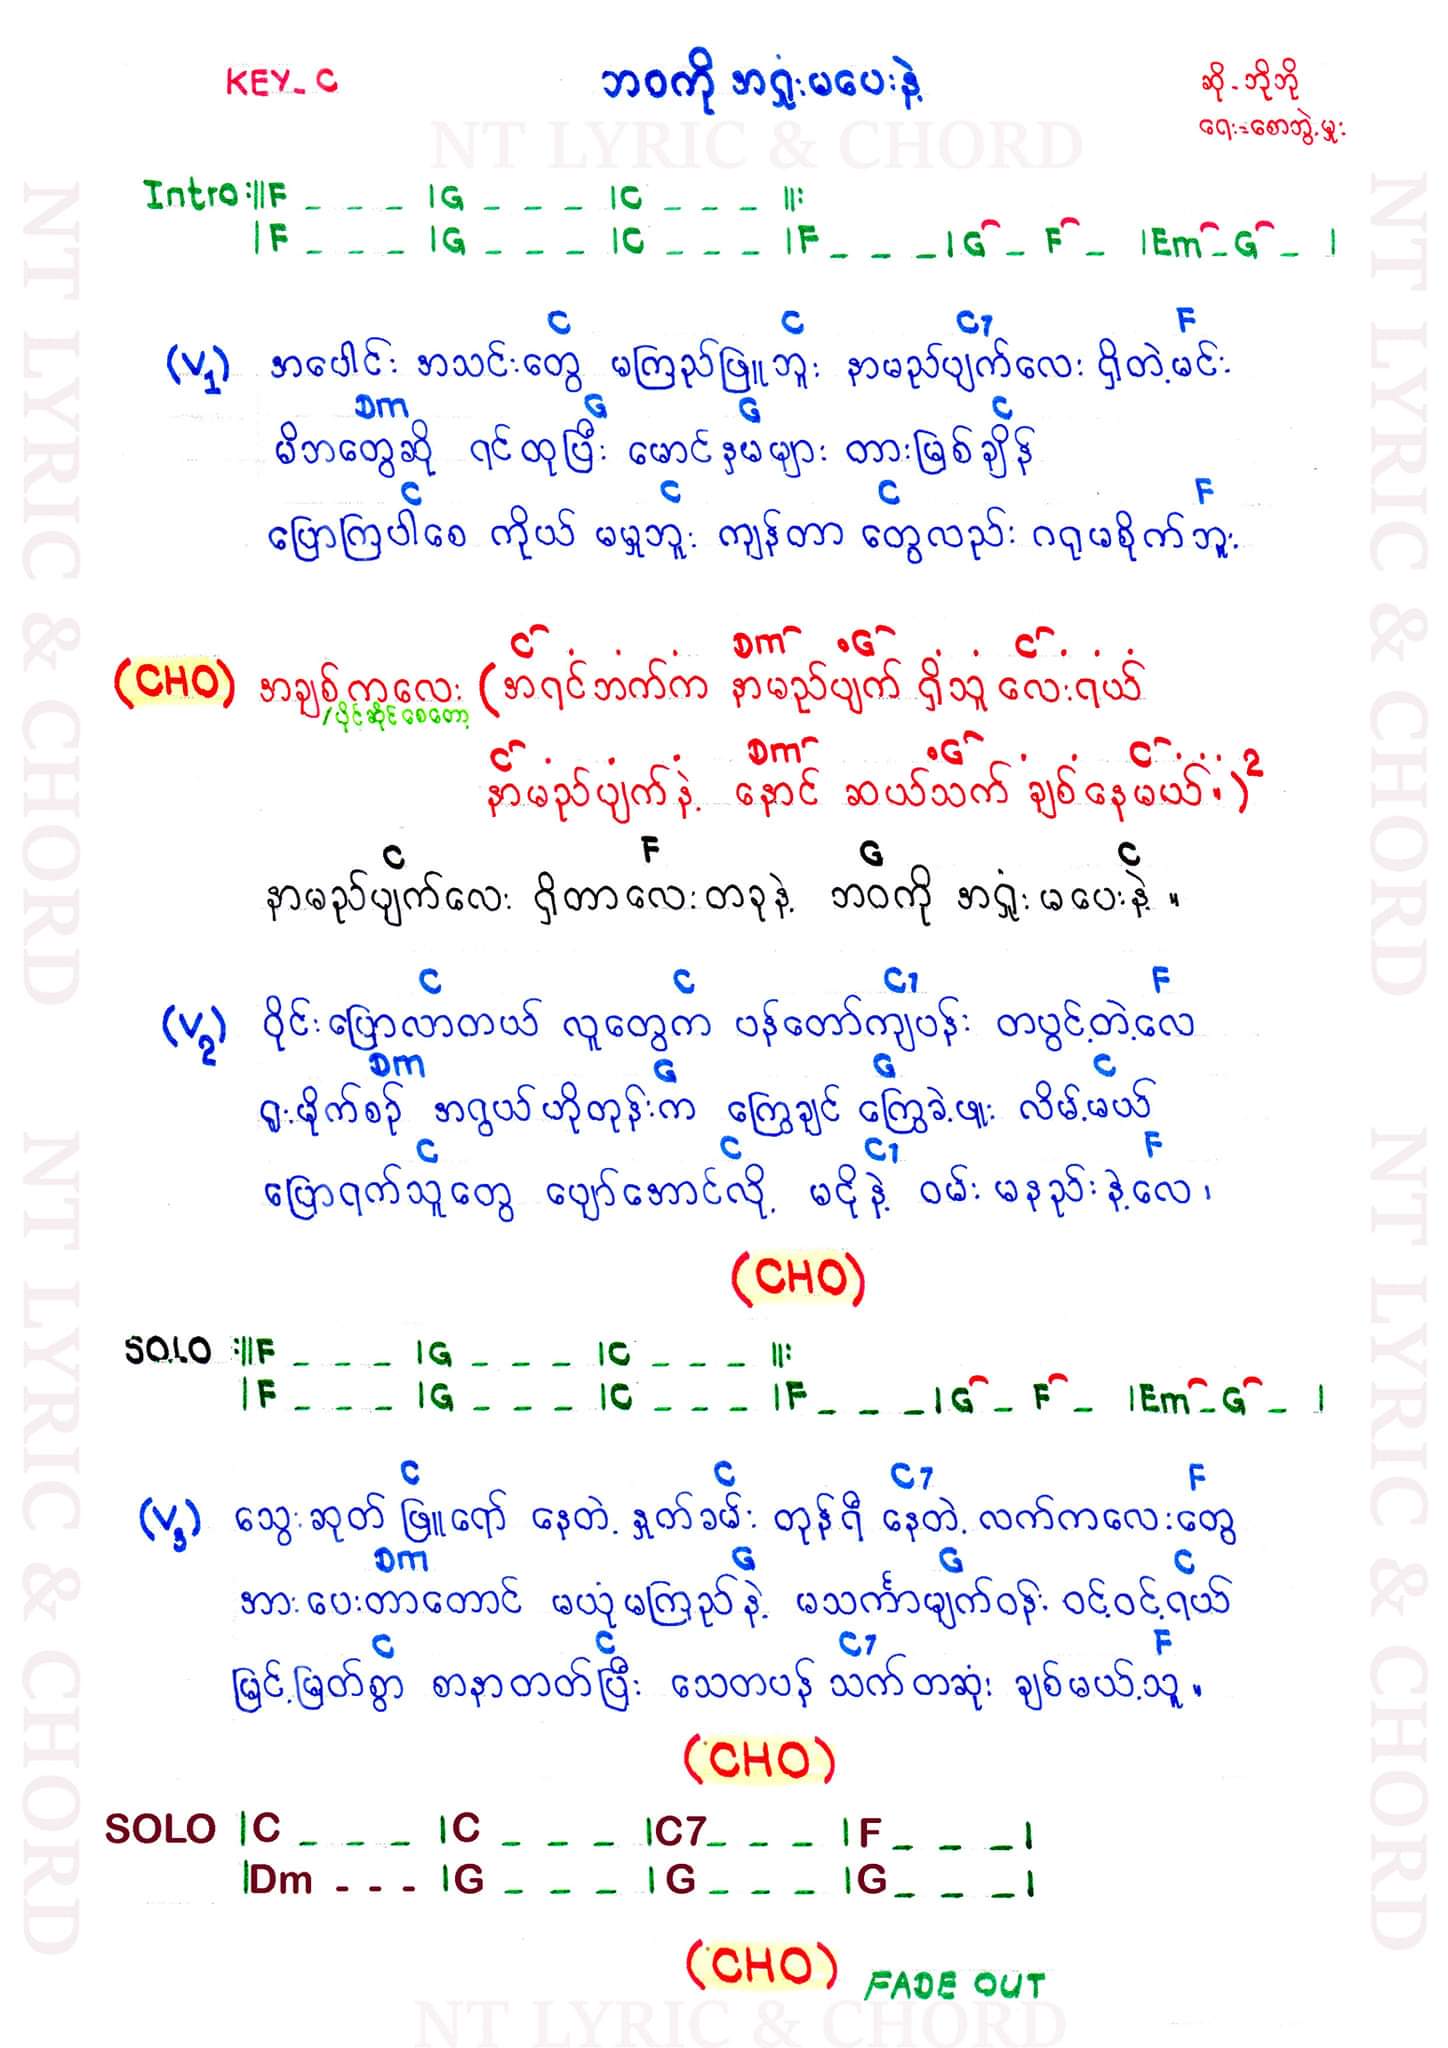 KEY_C
ဘဝကို အရှုံးမပေးနဲ့
ဆို - ဘိုဘို
ရေး = စောဘွဲ့မှူး
NT LYRIC & CHORD
Intro :||F _ _ _ |G _ _ _ |C _ _ _ ||:
|F _ _ _ |G _ _ _ |C _ _ _ |F _ _ _ |G _ F _ |Em _ G _ |
C C C7 F
(V1) အပေါင်း အသင်းတွေ မကြည်ဖြူဘူး နာမည်ပျက်လေး ရှိတဲ့မင်း
Dm G G C
မိဘတွေဆို ရင်ထုပြီး မောင်နှမများ တားမြစ်ချိန်
C C C F
ပြောကြပါစေ ကိုယ် မမှုဘူး ကျန်တာ တွေလည်း ဂရုမစိုက်ဘူး
C Dm G C
(CHO) အချစ်ကလေး (အရင်ဘက်က နာမည်ပျက် ရှိသူ လေးရယ်
/ပိုင်ဆိုင်စေတော့
C Dm G C
နာမည်ပျက်နဲ့ နောင် ဆယ်သက် ချစ်နေမယ်။)2
C F G C
နာမည်ပျက်လေး ရှိတာလေးတခုနဲ့ ဘဝကို အရှုံးမပေးနဲ့။
C C C7 F
(V2) ဝိုင်းပြောလာတယ် လူတွေက ပန်တော်ကျပန်း တပွင့်တဲ့လေ
Dm G G C
ရူးမိုက်စဉ် အရွယ်ဟိုတုန်းက ကြွေချင် ကြွေခဲ့ဖူး လိမ့်မယ်
C C C7 F
ပြောရက်သူတွေ ပျော်အောင်လို့ မငိုနဲ့ ဝမ်းမနည်းနဲ့လေ၊
(CHO)
SOLO :||F _ _ _ |G _ _ _ |C _ _ _ ||:
|F _ _ _ |G _ _ _ |C _ _ _ |F _ _ _ |G _ F _ |Em _ G _ |
C C C7 F
(V3) သွေးဆုတ် ဖြူရော် နေတဲ့ နှုတ်ခမ်း တုန်ရီ နေတဲ့ လက်ကလေးတွေ
Dm G G C
အားပေးတာတောင် မယုံမကြည်နဲ့ မသင်္ကာမျက်ဝန်း ဝင့်ဝင့်ရယ်
C C C7 F
မြင့်မြတ်စွာ စာနာတတ်ပြီး သေတပန် သက်တဆုံး ချစ်မယ့်သူ။
(CHO)
SOLO |C _ _ _ |C _ _ _ |C7 _ _ _ |F _ _ _ |
|Dm - - - |G _ _ _ |G _ _ _ |G _ _ _ |
(CHO) FADE OUT
NT LYRIC & CHORD
NT LYRIC & CHORD
NT LYRIC & CHORD
NT LYRIC & CHORD
NT LYRIC & CHORD